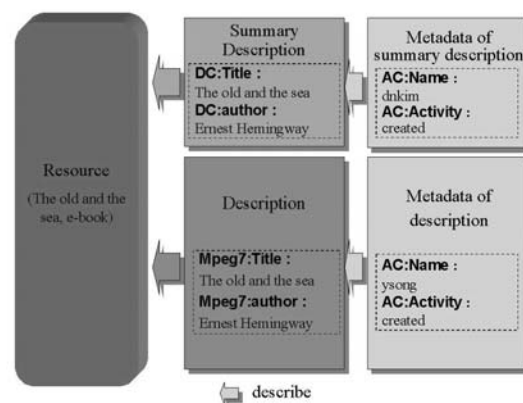 Resource
(The old and the
sea, e-book)
Summary
Description
DC:Title :
The old and the sea
DC:author :
Ernest Hemingway
Metadata of
summary description
AC:Name :
dnkim
AC:Activity :
created
Description
Mpeg7:Title :
The old and the sea
Mpeg7:author :
Ernest Hemingway
Metadata of
description
AC:Name :
ysong
AC:Activity :
created
describe